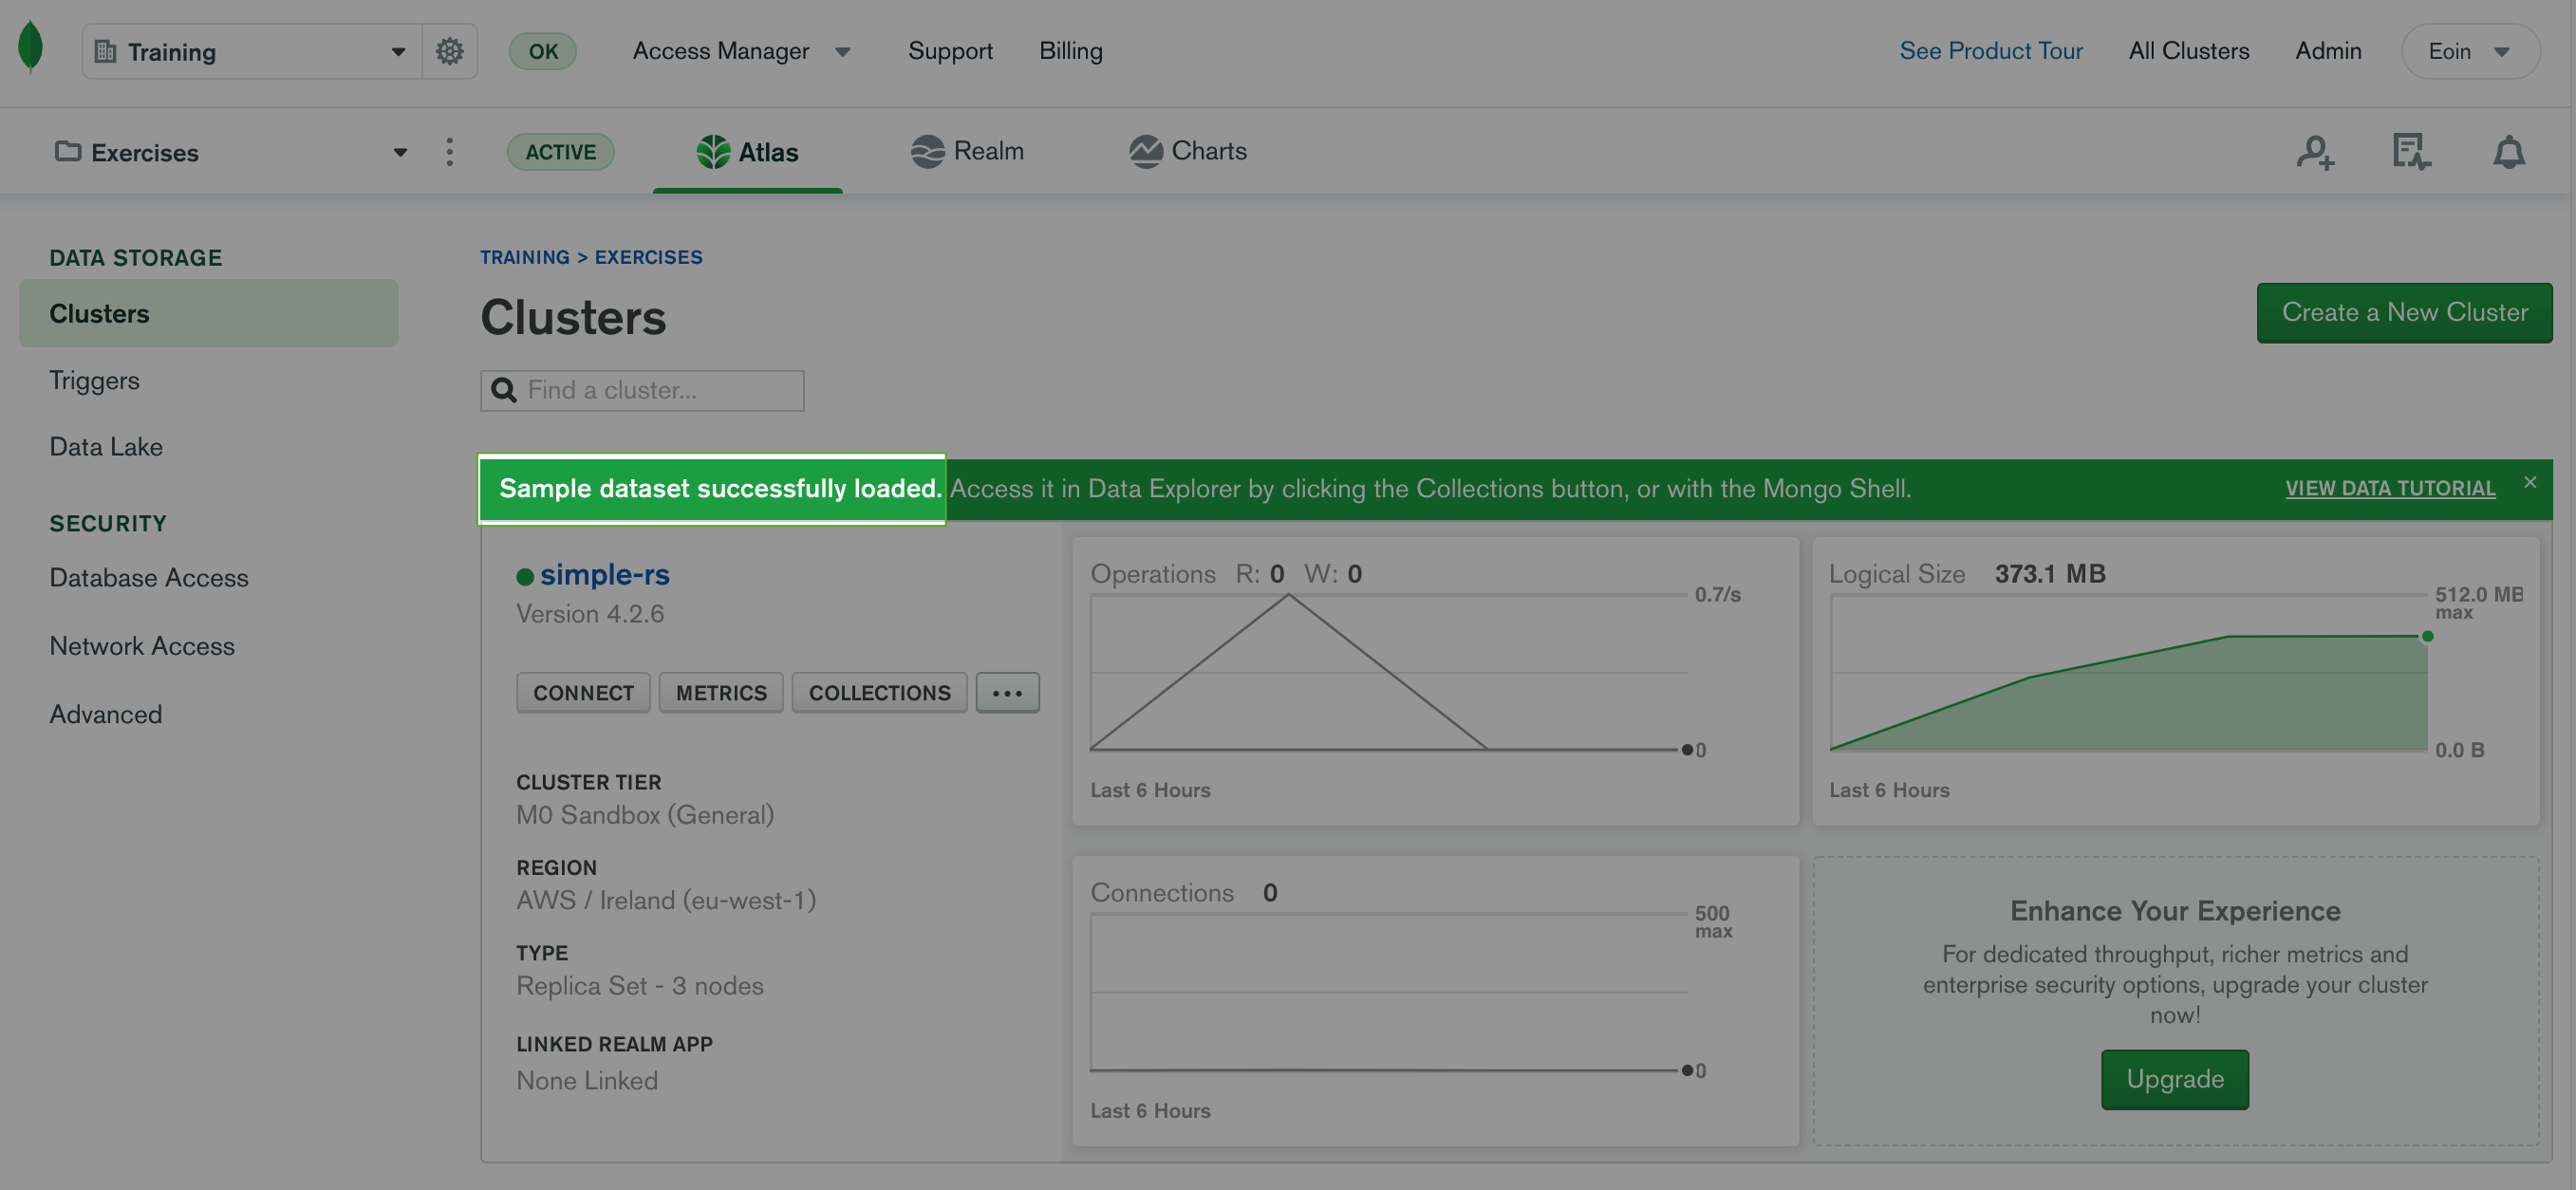 Training
OK
Access Manager
Support
Billing
See Product Tour
All Clusters
Admin
Eoin
Exercises
ACTIVE
Atlas
Realm
Charts
DATA STORAGE
Clusters
Triggers
Data Lake
SECURITY
Database Access
Network Access
Advanced
TRAINING > EXERCISES
Clusters
Create a New Cluster
Find a cluster...
Sample dataset successfully loaded. Access it in Data Explorer by clicking the Collections button, or with the Mongo Shell.
VIEW DATA TUTORIAL
simple-rs
Version 4.2.6
CONNECT
METRICS
COLLECTIONS
CLUSTER TIER
M0 Sandbox (General)
REGION
AWS / Ireland (eu-west-1)
TYPE
Replica Set - 3 nodes
LINKED REALM APP
None Linked
Operations R: 0 W: 0
0.7/s
0
Last 6 Hours
Logical Size 373.1 MB
512.0 MB
max
0.0 B
Last 6 Hours
Connections 0
500
max
0
Last 6 Hours
Enhance Your Experience
For dedicated throughput, richer metrics and
enterprise security options, upgrade your cluster
now!
Upgrade